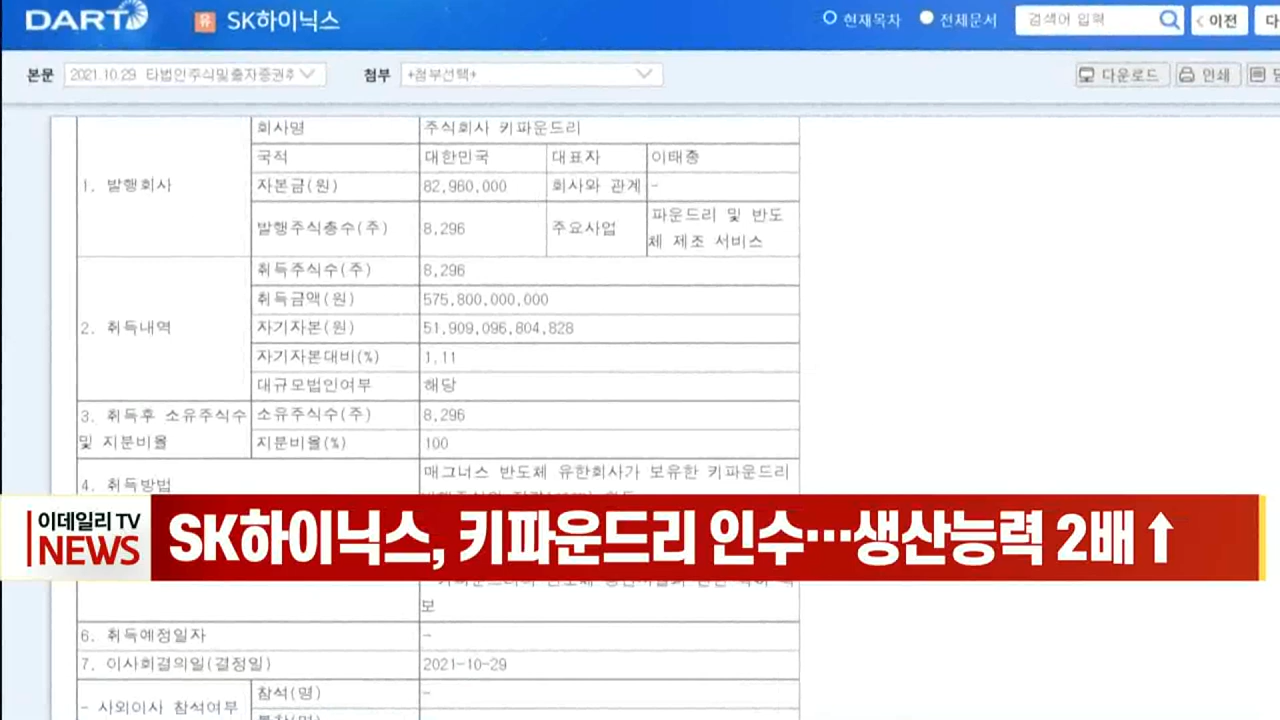 DART
유 SK하이닉스
현재목차 전체문서 검색어 입력 이전
본문 2021.10.29 타법인주식및출자증권취 첨부 +첨부선택+ 다운로드 인쇄
회사명 주식회사 키파운드리
국적 대한민국 대표자 이태종
1. 발행회사 자본금(원) 82,960,000 회사와 관계 -
파운드리 및 반도
발행주식총수(주) 8,296 주요사업
체 제조 서비스
취득주식수(주) 8,296
취득금액(원) 575,800,000,000
2. 취득내역 자기자본(원) 51,909,096,804,828
자기자본대비(%) 1.11
대규모법인여부 해당
3. 취득후 소유주식수 소유주식수(주) 8,296
및 지분비율 지분비율(%) 100
4. 취득방법 매그너스 반도체 유한회사가 보유한 키파운드리
이데일리 TV
NEWS
SK하이닉스, 키파운드리 인수…생산능력 2배↑
보
6. 취득예정일자 -
7. 이사회결의일(결정일) 2021-10-29
- 사외이사 참석여부 참석(명) -